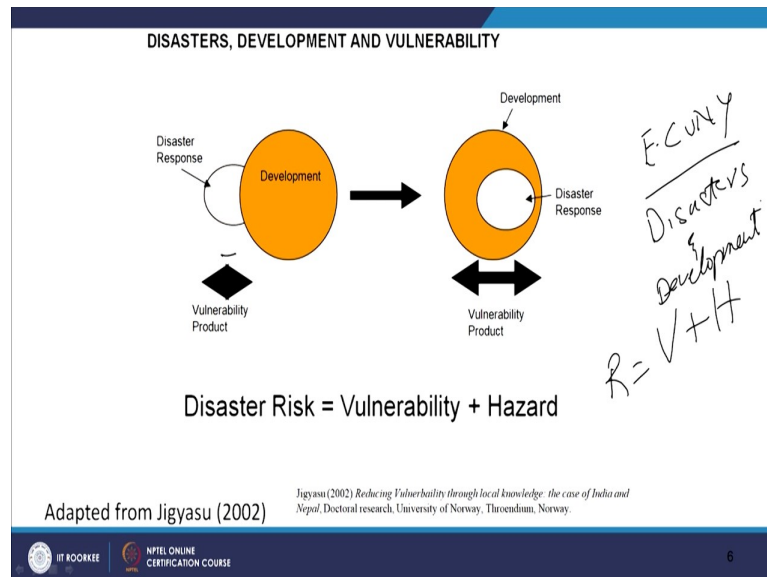 DISASTERS, DEVELOPMENT AND VULNERABILITY
Disaster
Response
Development
Vulnerability
Product
Development
Disaster
Response
Vulnerability
Product
E.CUNY
Disasters
&
Development
R = V + H
Disaster Risk = Vulnerability + Hazard
Adapted from Jigyasu (2002)
Jigyasu (2002) Reducing Vulnerbaility through local knowledge: the case of India and
Nepal, Doctoral research, University of Norway, Throendium, Norway.
IIT ROORKEE
NPTEL ONLINE
CERTIFICATION COURSE
6